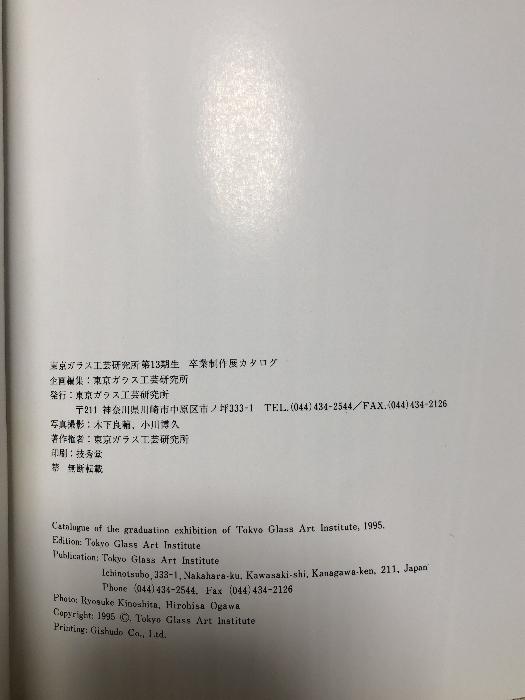 東京ガラス工芸研究所第13期生　卒業制作展カタログ
企画編集：東京ガラス工芸研究所
発行：東京ガラス工芸研究所
〒211 神奈川県川崎市中原区市ノ坪333-1　TEL.(044)434-2544／FAX.(044)434-2126
写真撮影：木下良輔、小川博久
著作権者：東京ガラス工芸研究所
印刷：技秀堂
禁　無断転載
Catalogue of the graduation exhibition of Tokyo Glass Art Institute, 1995.
Edition: Tokyo Glass Art Institute
Publication: Tokyo Glass Art Institute
Ichinotsubo,333-1, Nakahara-ku, Kawasaki-shi, Kanagawa-ken, 211, Japan
Phone (044)434-2544, Fax (044)434-2126
Photo: Ryosuke Kinoshita, Hirohisa Ogawa
Copyright: 1995 ©, Tokyo Glass Art Institute
Printing: Gishudo Co., Ltd.